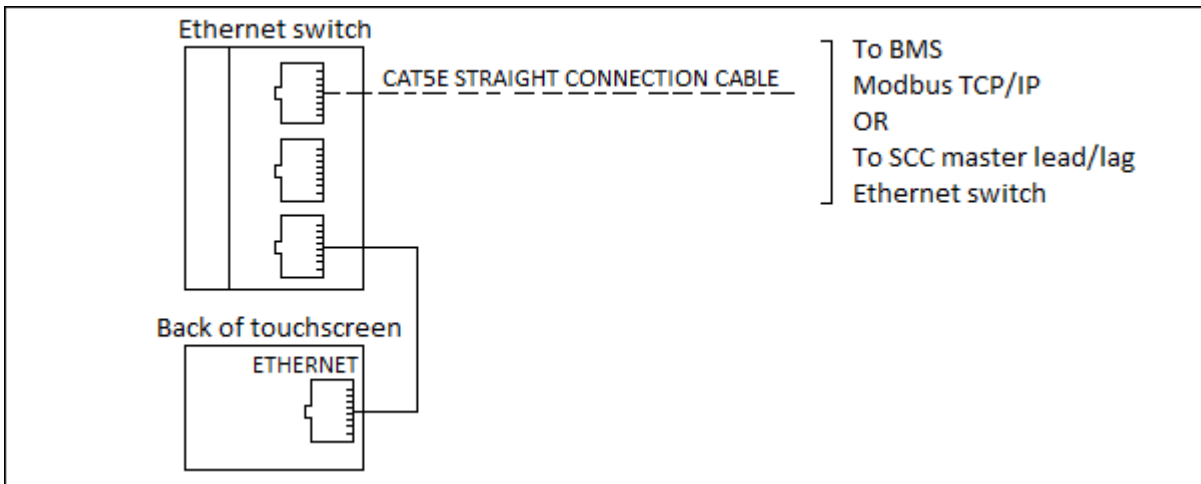 Ethernet switch
CAT5E STRAIGHT CONNECTION CABLE
To BMS
Modbus TCP/IP
OR
To SCC master lead/lag
Ethernet switch
Back of touchscreen
ETHERNET